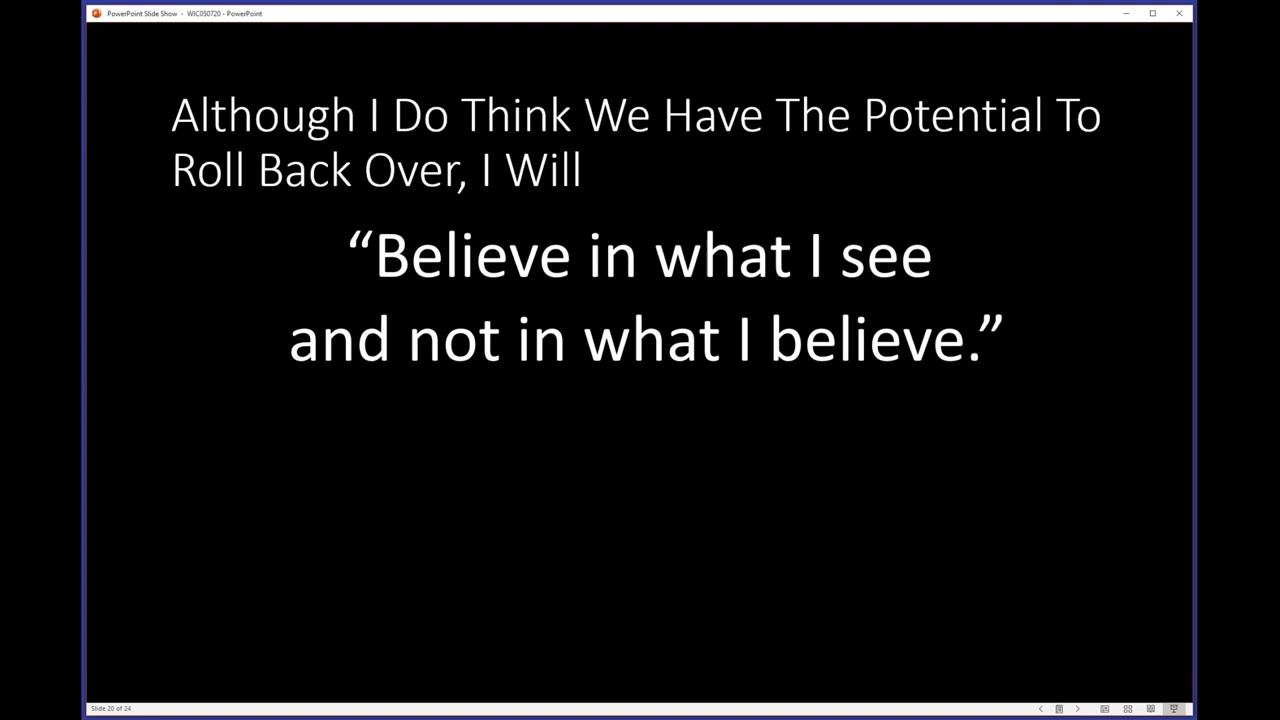 PowerPoint Slide Show - WIC050720 - PowerPoint
Although I Do Think We Have The Potential To
Roll Back Over, I Will
“Believe in what I see
and not in what I believe.”
Slide 20 of 24